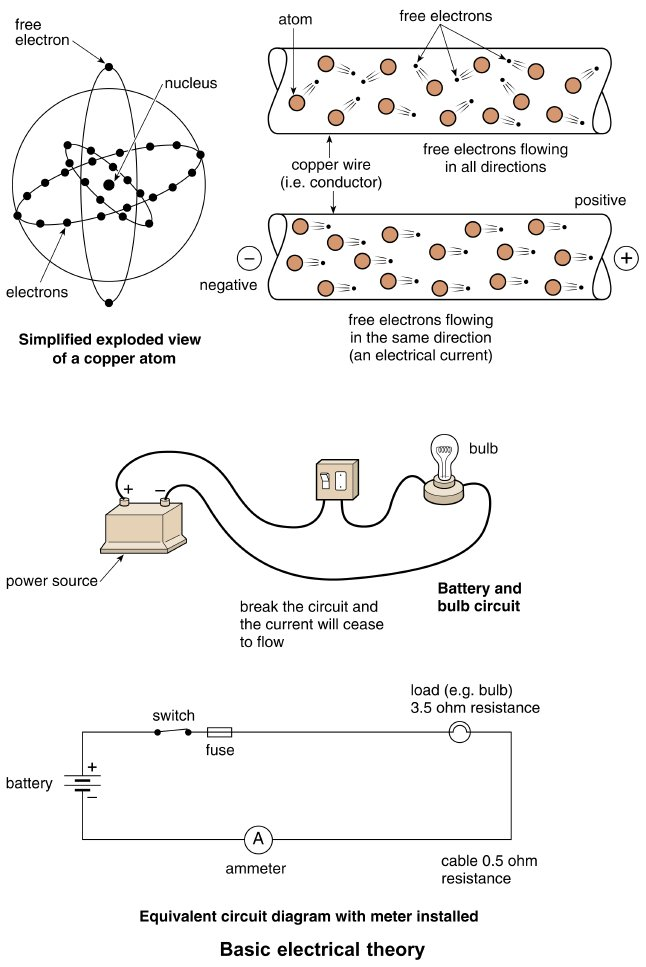 free
electron
nucleus
electrons
Simplified exploded view
of a copper atom
atom
free electrons
copper wire
(i.e. conductor)
free electrons flowing
in all directions
positive
−
+
negative
free electrons flowing
in the same direction
(an electrical current)
+
−
bulb
power source
Battery and
bulb circuit
break the circuit and
the current will cease
to flow
load (e.g. bulb)
3.5 ohm resistance
switch
fuse
battery
+
−
A
ammeter
cable 0.5 ohm
resistance
Equivalent circuit diagram with meter installed
Basic electrical theory